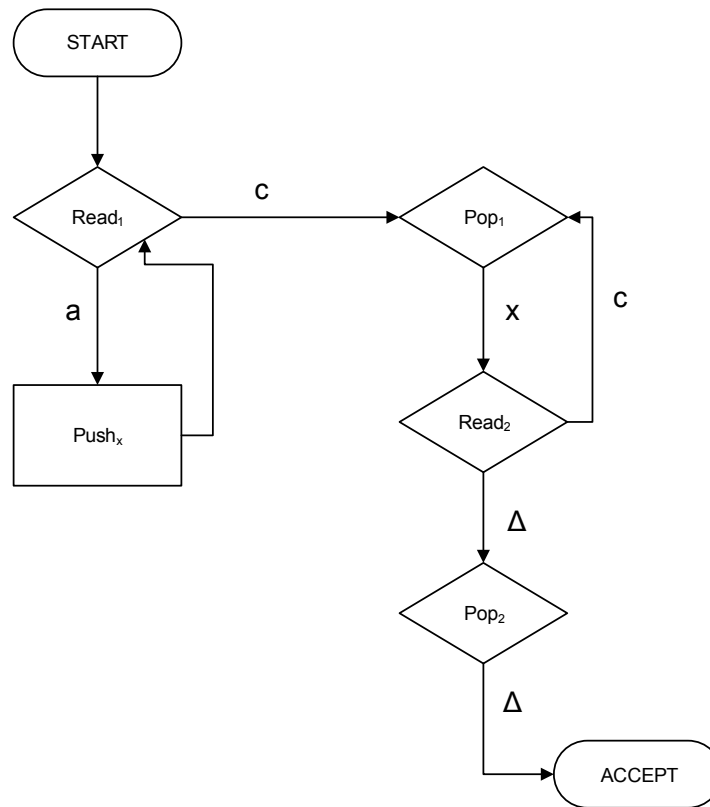 START
Read₁
c
Pop₁
a
x
c
Pushₓ
Read₂
Δ
Pop₂
Δ
ACCEPT